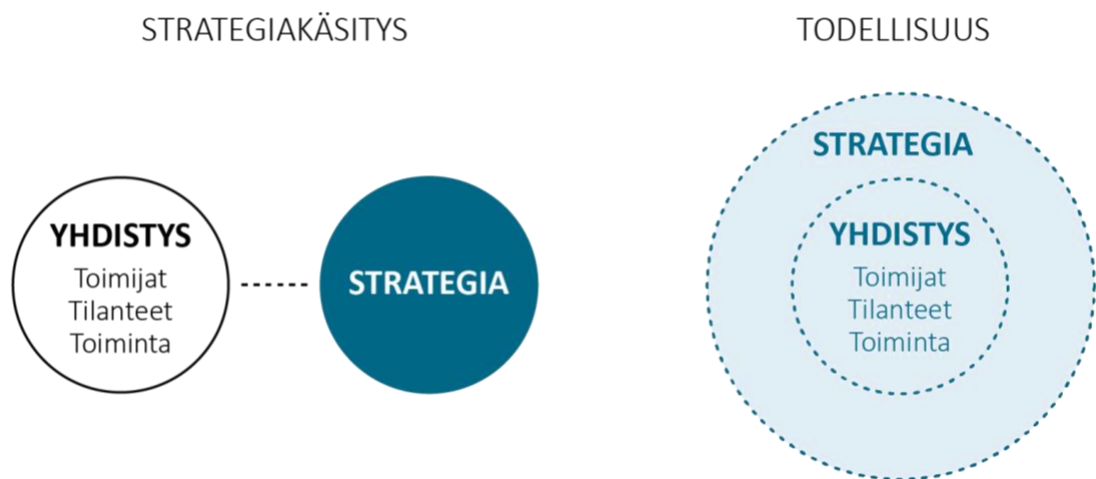 STRATEGIAKÄSITYS
YHDISTYS
Toimijat
Tilanteet
Toiminta
STRATEGIA
TODELLISUUS
STRATEGIA
YHDISTYS
Toimijat
Tilanteet
Toiminta